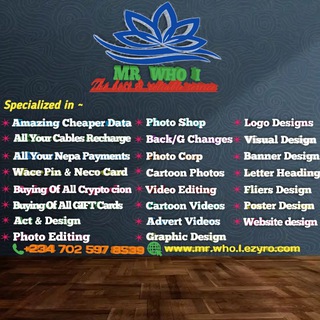 MR WHO I
Specialized in -
Amazing Cheaper Data
All Your Cables Recharge
All Your Nepa Payments
Wace Pin & Neco Card
Buying Of All Crypto cion
Buying Of All GIFT Cards
Act & Design
Photo Editing
Photo Shop
Back/G Changes
Photo Corp
Cartoon Photos
Video Editing
Cartoon Videos
Advert Videos
Graphic Design
Logo Designs
Visual Design
Banner Design
Letter Heading
Fliers Design
Poster Design
Website design
+234 702 597 8539
www.mr.who.I.ezyro.com